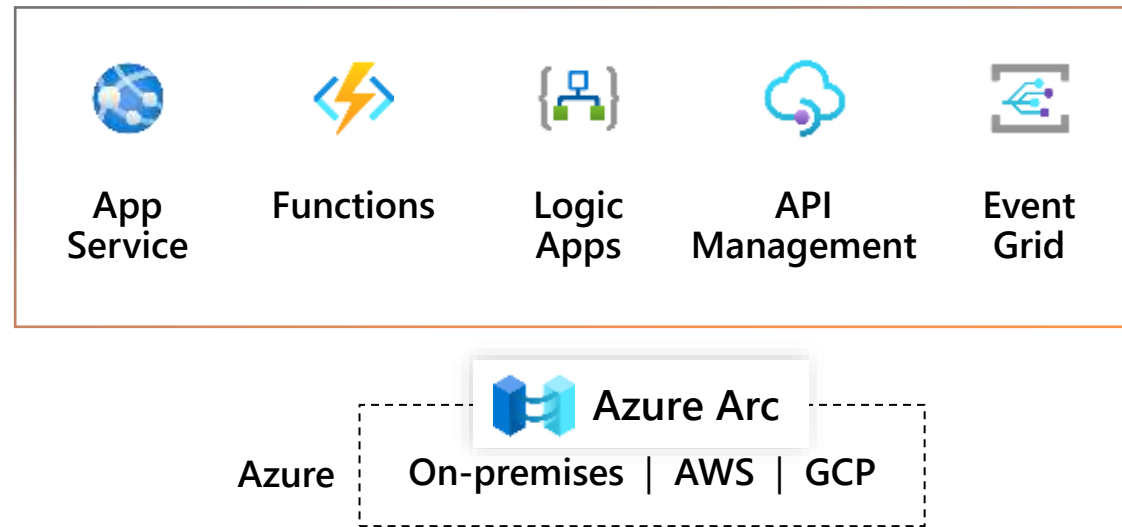 App
Service
Functions
Logic
Apps
API
Management
Event
Grid
Azure Arc
Azure
On-premises | AWS | GCP